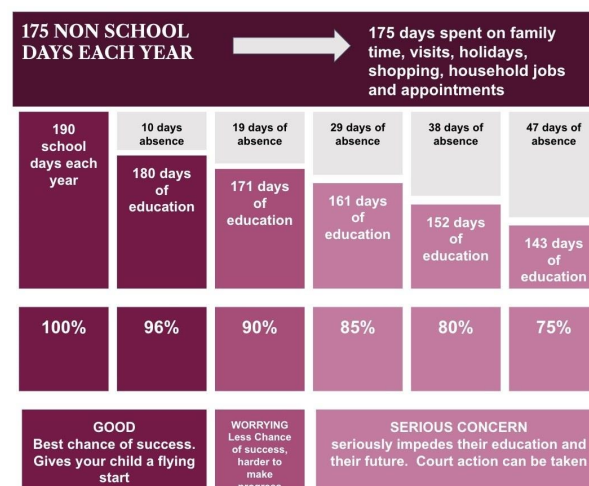 175 NON SCHOOL
DAYS EACH YEAR
175 days spent on family
time, visits, holidays,
shopping, household jobs
and appointments
190
school
days each
year
10 days
absence
180 days
of
education
19 days of
absence
171 days
of
education
29 days of
absence
161 days
of
education
38 days of
absence
152 days
of
education
47 days of
absence
143 days
of
education
100%
96%
90%
85%
80%
75%
GOOD
Best chance of success.
Gives your child a flying
start
WORRYING
Less Chance
of success,
harder to
make
SERIOUS CONCERN
seriously impedes their education and
their future. Court action can be taken